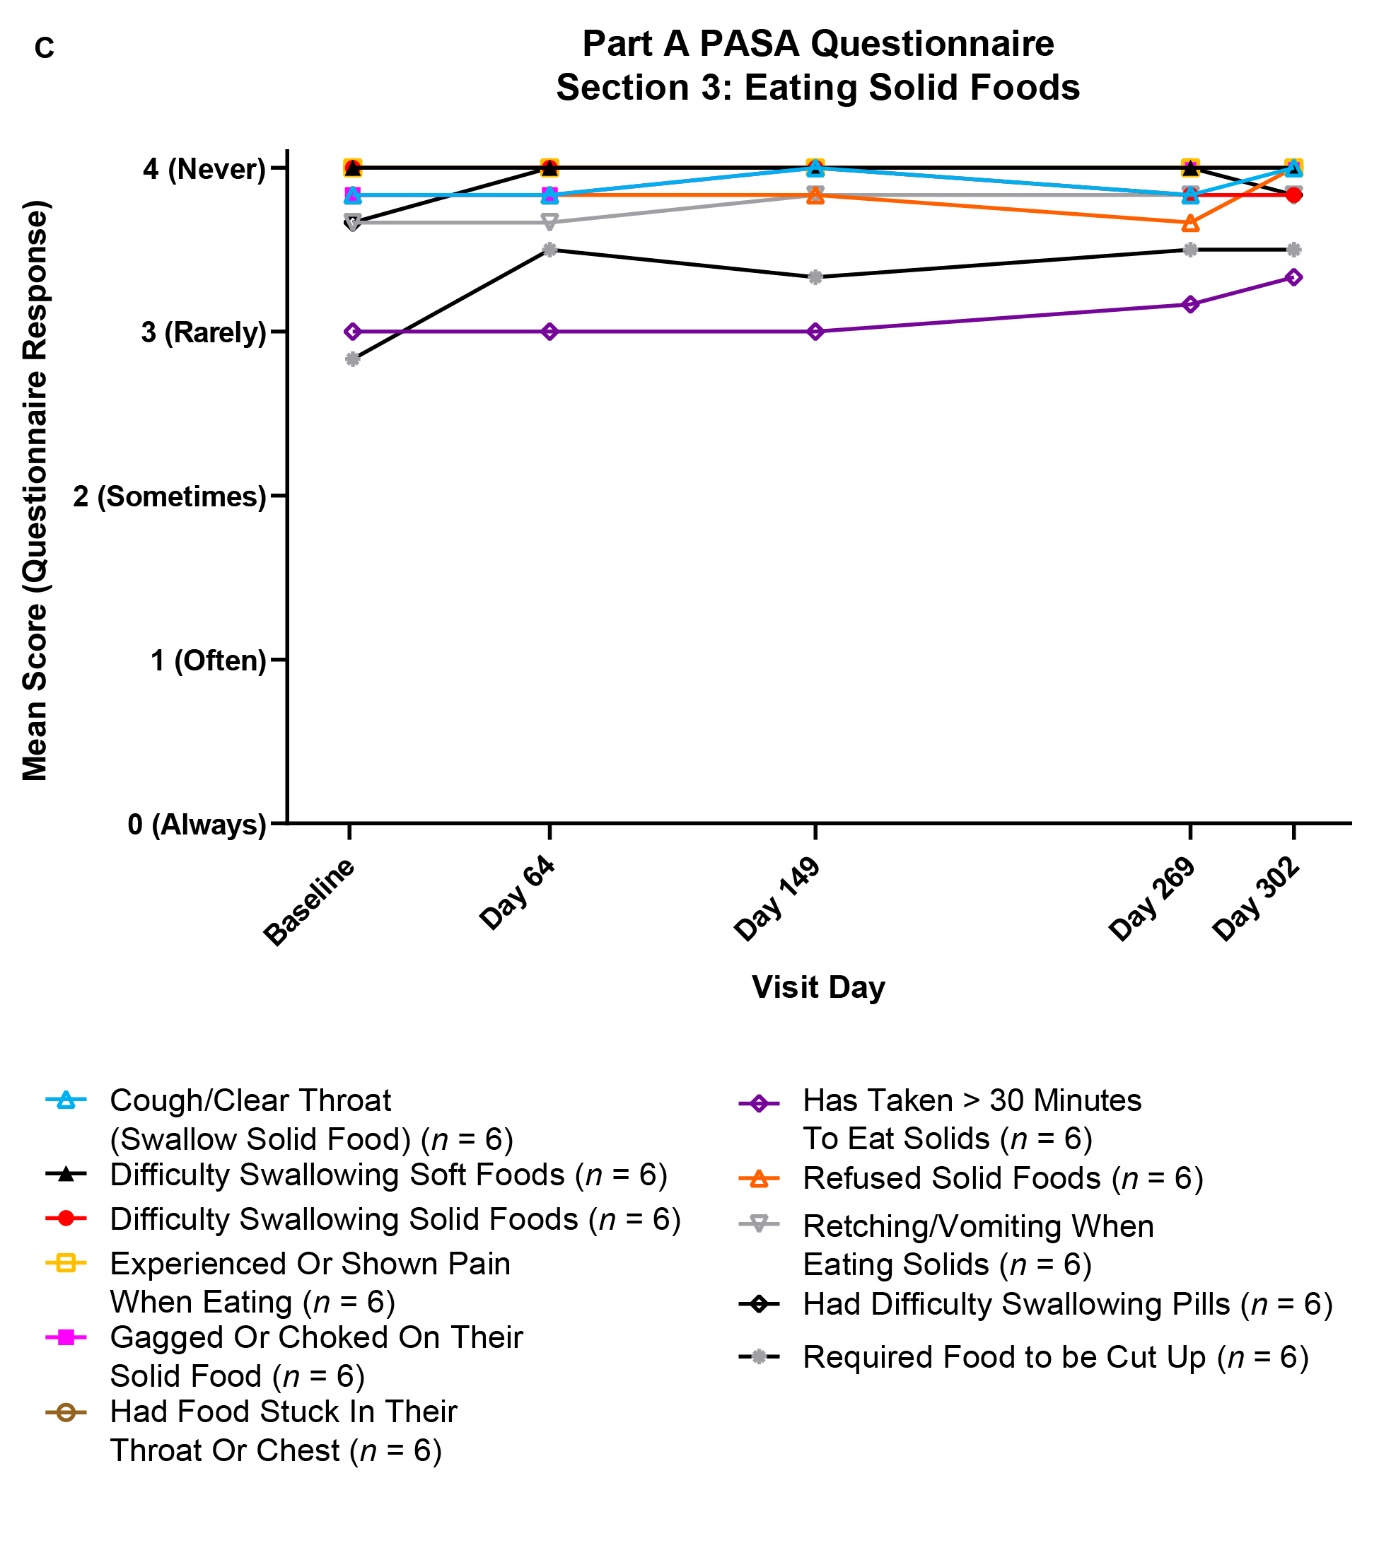 C
Part A PASA Questionnaire
Section 3: Eating Solid Foods
Mean Score (Questionnaire Response)
4 (Never)
3 (Rarely)
2 (Sometimes)
1 (Often)
0 (Always)
Baseline
Day 64
Day 149
Day 269
Day 302
Visit Day
Cough/Clear Throat
(Swallow Solid Food) (n = 6)
Difficulty Swallowing Soft Foods (n = 6)
Difficulty Swallowing Solid Foods (n = 6)
Experienced Or Shown Pain
When Eating (n = 6)
Gagged Or Choked On Their
Solid Food (n = 6)
Had Food Stuck In Their
Throat Or Chest (n = 6)
Has Taken > 30 Minutes
To Eat Solids (n = 6)
Refused Solid Foods (n = 6)
Retching/Vomiting When
Eating Solids (n = 6)
Had Difficulty Swallowing Pills (n = 6)
Required Food to be Cut Up (n = 6)